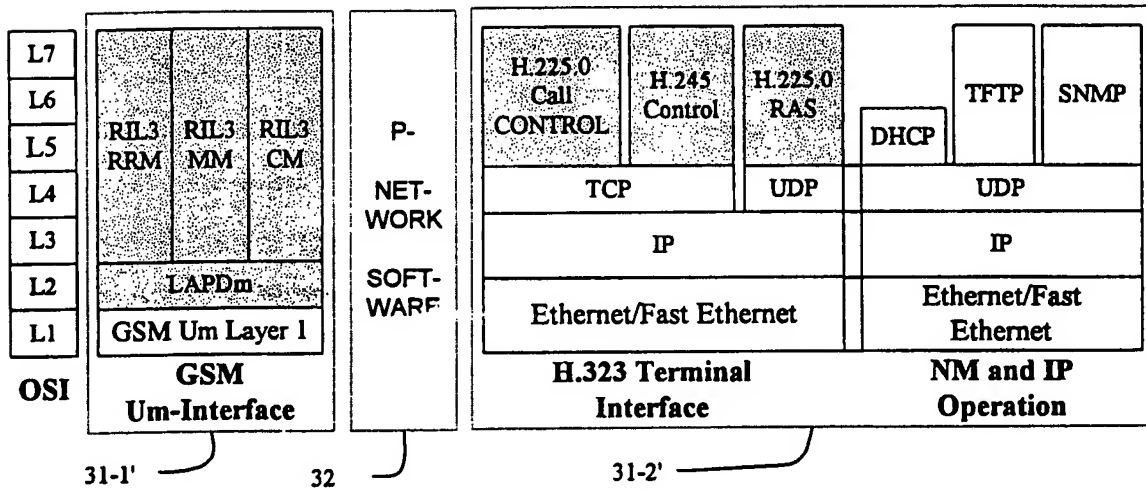 L7
L6
L5
L4
L3
L2
L1
OSI
RIL3
RRM
RIL3
MM
RIL3
CM
LAPDm
GSM Um Layer 1
GSM
Um-Interface
31-1'
P-
NET-
WORK
SOFT-
WARE
32
H.225.0
Call
CONTROL
H.245
Control
H.225.0
RAS
TCP
UDP
IP
Ethernet/Fast Ethernet
H.323 Terminal
Interface
DHCP
TFTP
SNMP
UDP
IP
Ethernet/Fast
Ethernet
NM and IP
Operation
31-2'